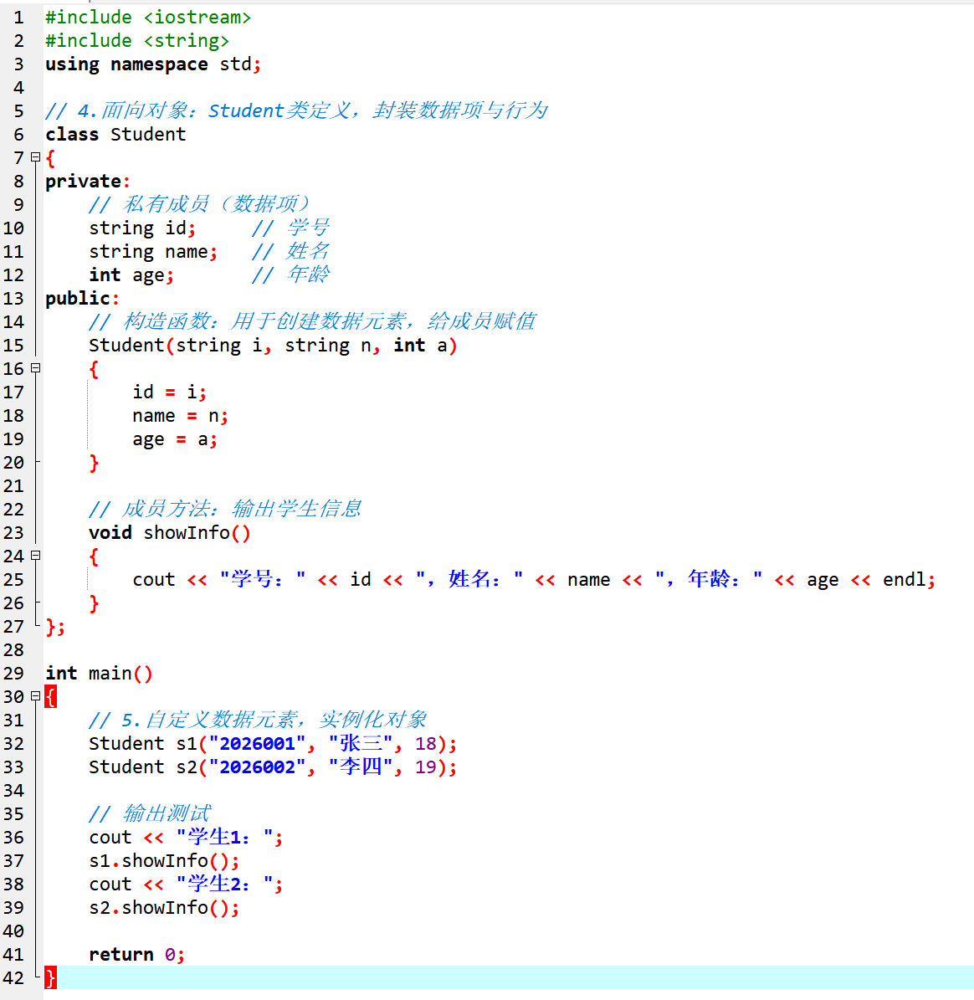 1 #include <iostream>
2 #include <string>
3 using namespace std;
4
5 // 4.面向对象：Student类定义，封装数据项与行为
6 class Student
7 {
8 private:
9     // 私有成员（数据项）
10     string id;     // 学号
11     string name;   // 姓名
12     int age;       // 年龄
13 public:
14     // 构造函数：用于创建数据元素，给成员赋值
15     Student(string i, string n, int a)
16     {
17         id = i;
18         name = n;
19         age = a;
20     }
21
22     // 成员方法：输出学生信息
23     void showInfo()
24     {
25         cout << "学号：" << id << "，姓名：" << name << "，年龄：" << age << endl;
26     }
27 };
28
29 int main()
30 {
31     // 5.自定义数据元素，实例化对象
32     Student s1("2026001", "张三", 18);
33     Student s2("2026002", "李四", 19);
34
35     // 输出测试
36     cout << "学生1：";
37     s1.showInfo();
38     cout << "学生2：";
39     s2.showInfo();
40
41     return 0;
42 }